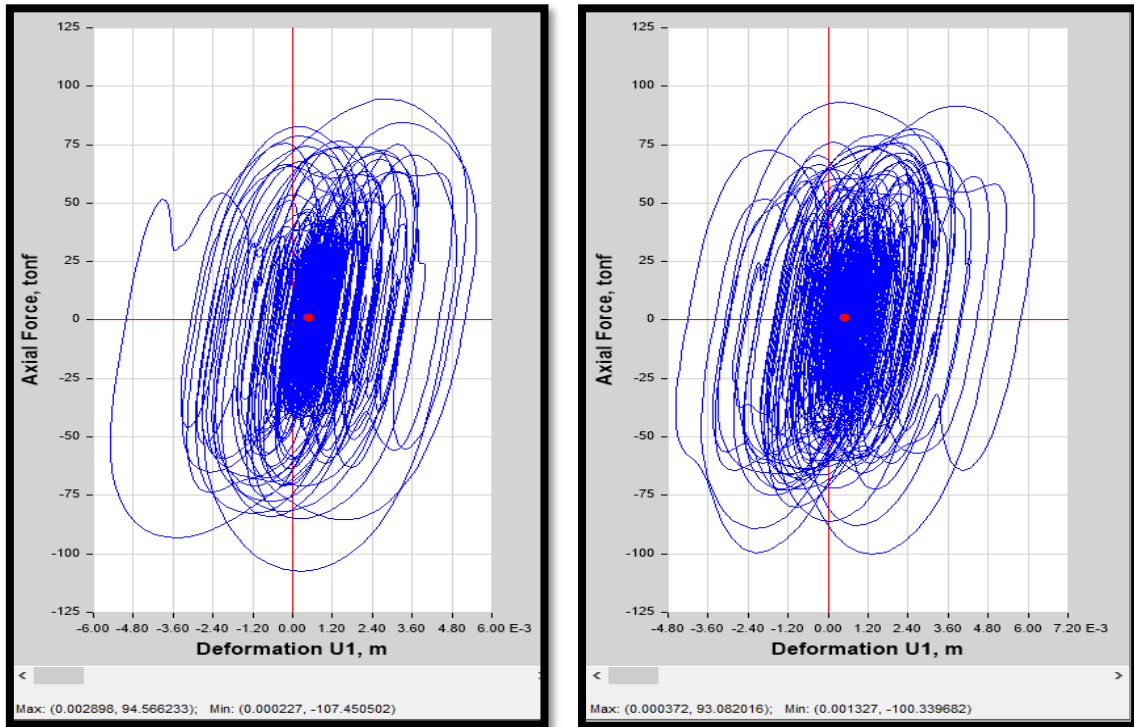 125
100
75
50
25
0
-25
-50
-75
-100
-125
Axial Force, tonf
-6.00 -4.80 -3.60 -2.40 -1.20 0.00 1.20 2.40 3.60 4.80 6.00 E-3
Deformation U1, m
Max: (0.002898, 94.566233); Min: (0.000227, -107.450502)
125
100
75
50
25
0
-25
-50
-75
-100
-125
Axial Force, tonf
-4.80 -3.60 -2.40 -1.20 0.00 1.20 2.40 3.60 4.80 6.00 7.20 E-3
Deformation U1, m
Max: (0.000372, 93.082016); Min: (0.001327, -100.339682)